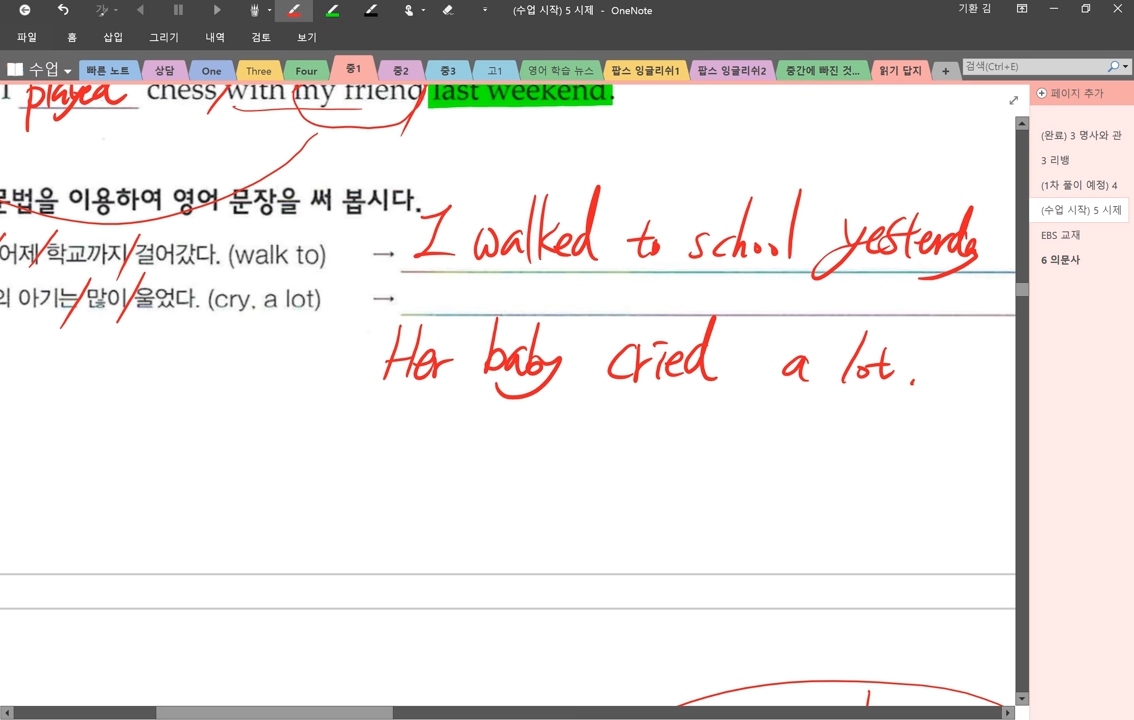 (수업 시작) 5 시제 - OneNote
기환 김
파일 홈 삽입 그리기 내역 검토 보기
수업 빠른 노트 상담 One Three Four 중1 중2 중3 고1 영어 학습 뉴스 팝스 잉글리쉬1 팝스 잉글리쉬2 중간에 빠진 것... 읽기 답지 + 검색(Ctrl+E)
페이지 추가
(완료) 3 명사와 관
3 리뱅
(1차 풀이 예정) 4
(수업 시작) 5 시제
EBS 교재
6 의문사
I played chess with my friend last weekend.
문법을 이용하여 영어 문장을 써 봅시다.
어제 학교까지 걸어갔다. (walk to) → I walked to school yesterda
의 아기는 많이 울었다. (cry, a lot) →
Her baby cried a lot.